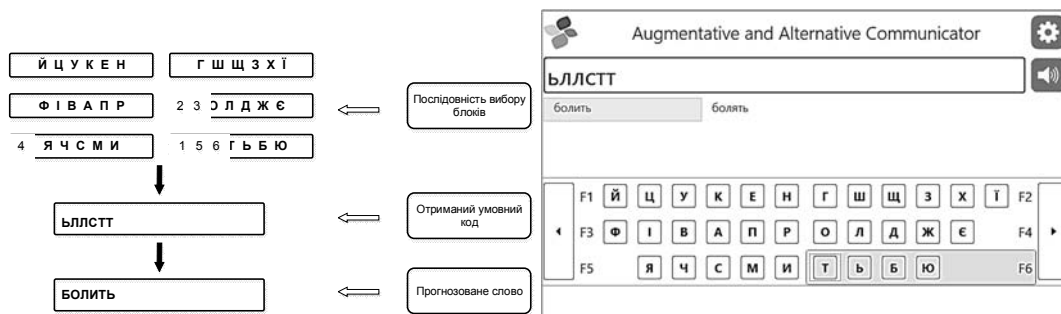 Й Ц У К Е Н
Г Ш Щ З Х Ї
Ф І В А П Р
2 3 О Л Д Ж Є
4 Я Ч С М И
1 5 6 Т Ь Б Ю
ЬЛЛСТТ
БОЛИТЬ
Послідовність вибору
блоків
Отриманий умовний
код
Прогнозоване слово
Augmentative and Alternative Communicator
ЬЛЛСТТ
болить болять
F1 Й Ц У К Е Н Г Ш Щ З Х Ї F2
F3 Ф І В А П Р О Л Д Ж Є F4
F5 Я Ч С М И Т Ь Б Ю F6